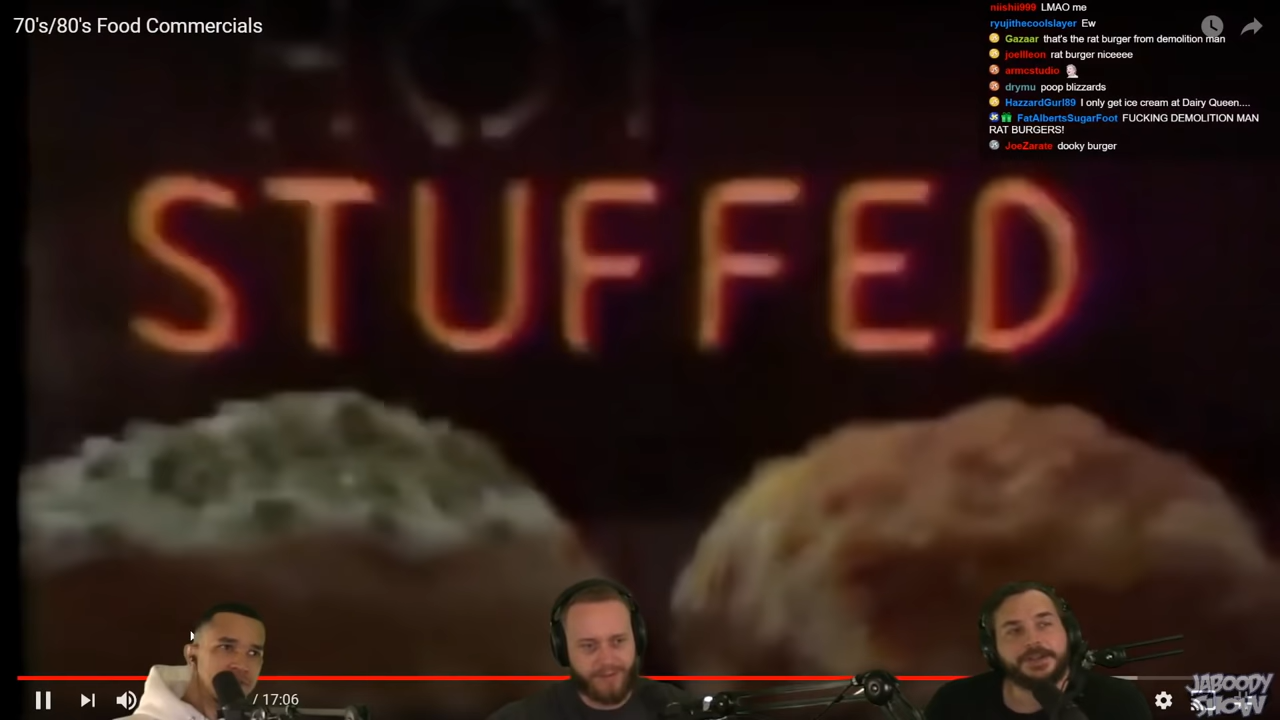 70's/80's Food Commercials
niishii999 LMAO me
ryujithecoolslayer Ew
Gazaar that's the rat burger from demolition man
joellleon rat burger niceeee
armcstudio
drymu poop blizzards
HazzardGurl89 I only get ice cream at Dairy Queen....
FatAlbertsSugarFoot FUCKING DEMOLITION MAN
RAT BURGERS!
JoeZarate dooky burger
STUFFED
/ 17:06
JABOODY
SHOW